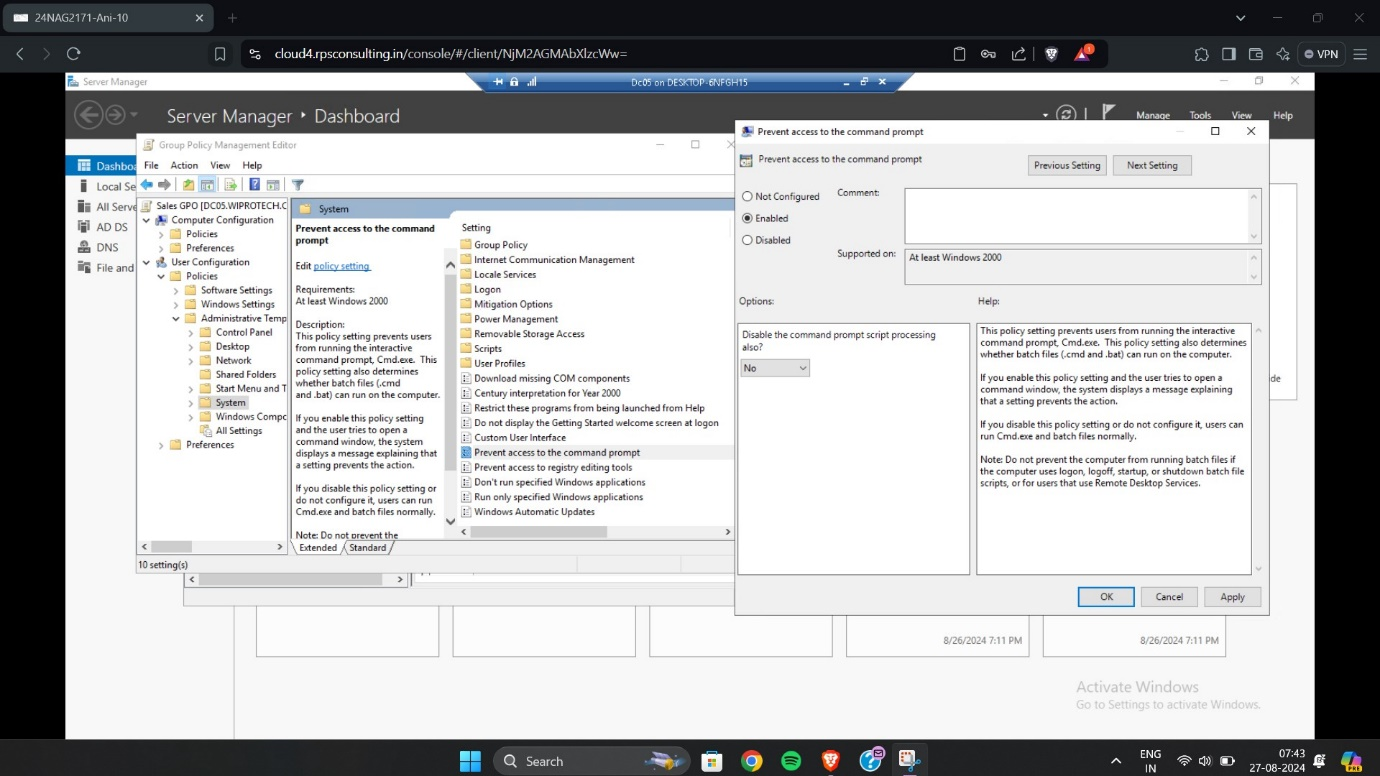 24NAG2171-Ani-10
cloud4.rpsconsulting.in/console/#/client/NjM2AGMAbXlzcWw=
1
VPN
Server Manager
Dc05 on DESKTOP-6NFGH15
Server Manager • Dashboard
Manage Tools View Help
Dashboa
Local Se
All Serve
AD DS
DNS
File and
Group Policy Management Editor
File Action View Help
Sales GPO [DC05.WIPROTECH.C
Computer Configuration
Policies
Preferences
User Configuration
Policies
Software Settings
Windows Settings
Administrative Temp
Control Panel
Desktop
Network
Shared Folders
Start Menu and T
System
Windows Compc
All Settings
Preferences
System
Prevent access to the command
prompt
Edit policy setting
Requirements:
At least Windows 2000
Description:
This policy setting prevents users
from running the interactive
command prompt, Cmd.exe. This
policy setting also determines
whether batch files (.cmd
and .bat) can run on the computer.
If you enable this policy setting
and the user tries to open a
command window, the system
displays a message explaining that
a setting prevents the action.
If you disable this policy setting or
do not configure it, users can run
Cmd.exe and batch files normally.
Note: Do not prevent the
Setting
Group Policy
Internet Communication Management
Locale Services
Logon
Mitigation Options
Power Management
Removable Storage Access
Scripts
User Profiles
Download missing COM components
Century interpretation for Year 2000
Restrict these programs from being launched from Help
Do not display the Getting Started welcome screen at logon
Custom User Interface
Prevent access to the command prompt
Prevent access to registry editing tools
Don't run specified Windows applications
Run only specified Windows applications
Windows Automatic Updates
Extended Standard
10 setting(s)
Prevent access to the command prompt
Prevent access to the command prompt
Previous Setting Next Setting
Not Configured
Enabled
Disabled
Comment:
Supported on:
At least Windows 2000
Options:
Help:
Disable the command prompt script processing
also?
No
This policy setting prevents users from running the interactive
command prompt, Cmd.exe. This policy setting also determines
whether batch files (.cmd and .bat) can run on the computer.
If you enable this policy setting and the user tries to open a
command window, the system displays a message explaining
that a setting prevents the action.
If you disable this policy setting or do not configure it, users can
run Cmd.exe and batch files normally.
Note: Do not prevent the computer from running batch files if
the computer uses logon, logoff, startup, or shutdown batch file
scripts, or for users that use Remote Desktop Services.
OK Cancel Apply
de
8/26/2024 7:11 PM
8/26/2024 7:11 PM
Activate Windows
Go to Settings to activate Windows.
Search
ENG
IN
07:43
27-08-2024
PRE